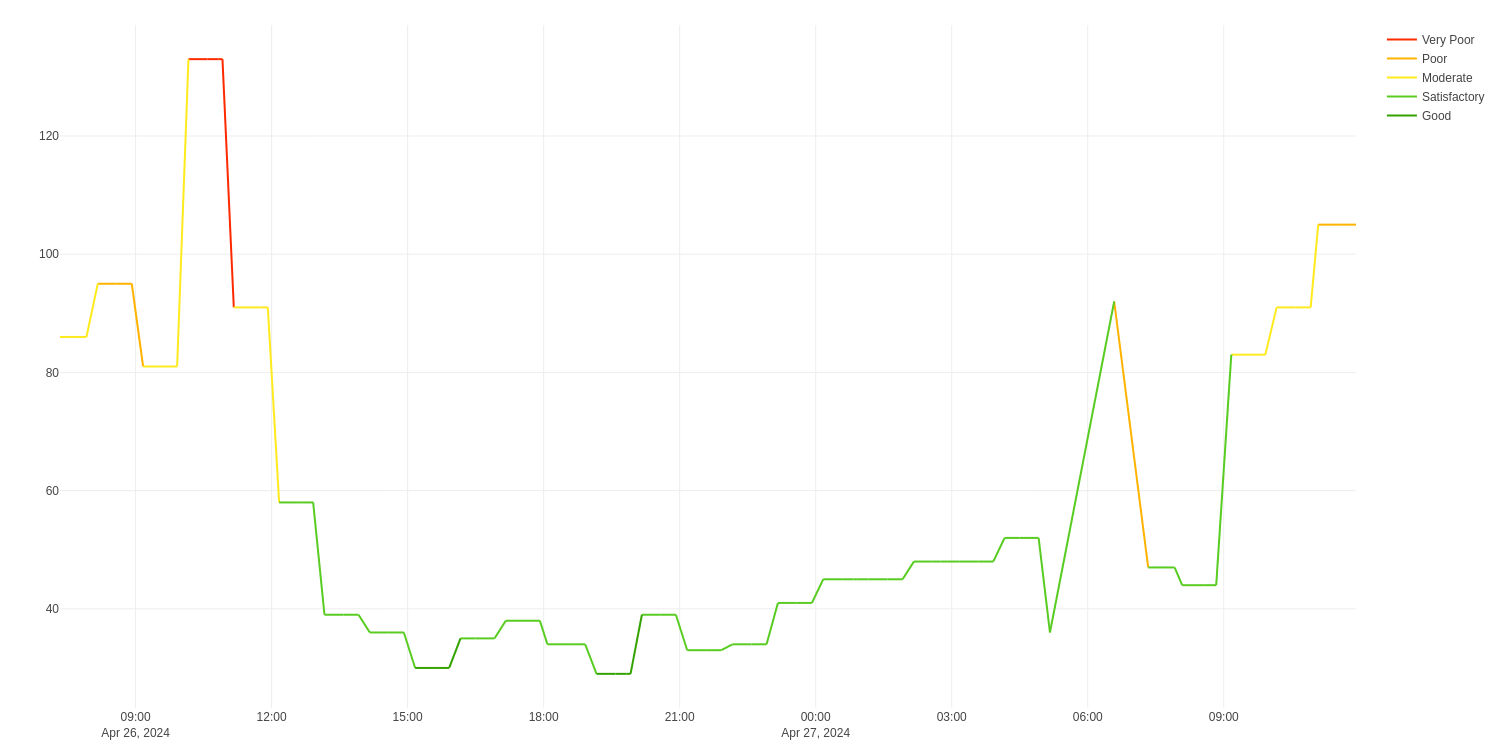 Very Poor
Poor
Moderate
Satisfactory
Good
120
100
80
60
40
09:00
12:00
15:00
18:00
21:00
00:00
03:00
06:00
09:00
Apr 26, 2024
Apr 27, 2024